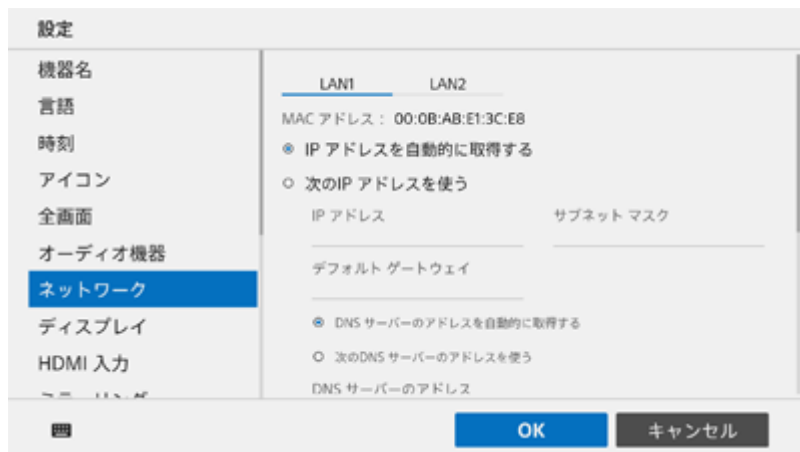 設定
機器名
言語
時刻
アイコン
全画面
オーディオ機器
ネットワーク
ディスプレイ
HDMI 入力
LAN1 LAN2
MAC アドレス : 00:0B:AB:E1:3C:E8
IP アドレスを自動的に取得する
次のIP アドレスを使う
IP アドレス サブネット マスク
デフォルト ゲートウェイ
DNS サーバーのアドレスを自動的に取得する
次のDNS サーバーのアドレスを使う
DNS サーバーのアドレス
OK キャンセル